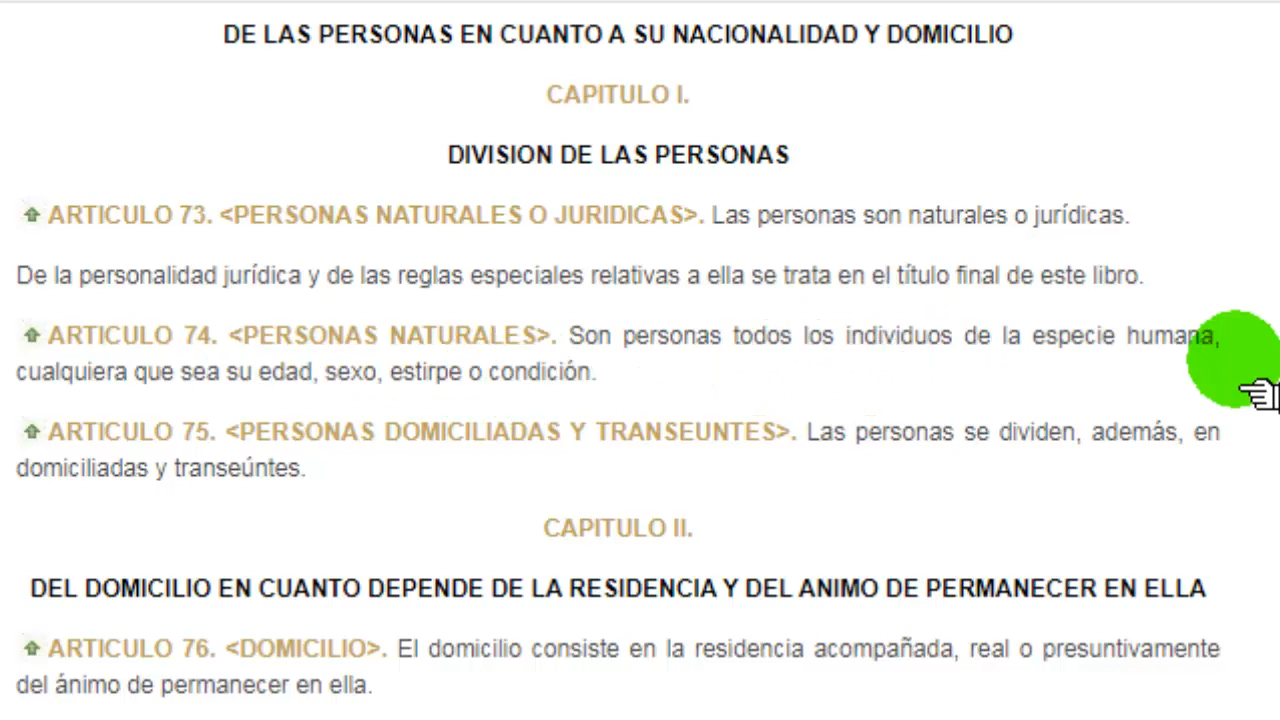 DE LAS PERSONAS EN CUANTO A SU NACIONALIDAD Y DOMICILIO
CAPITULO I.
DIVISION DE LAS PERSONAS
ARTICULO 73. <PERSONAS NATURALES O JURIDICAS>. Las personas son naturales o jurídicas.
De la personalidad jurídica y de las reglas especiales relativas a ella se trata en el título final de este libro.
ARTICULO 74. <PERSONAS NATURALES>. Son personas todos los individuos de la especie humana,
cualquiera que sea su edad, sexo, estirpe o condición.
ARTICULO 75. <PERSONAS DOMICILIADAS Y TRANSEUNTES>. Las personas se dividen, además, en
domiciliadas y transeúntes.
CAPITULO II.
DEL DOMICILIO EN CUANTO DEPENDE DE LA RESIDENCIA Y DEL ANIMO DE PERMANECER EN ELLA
ARTICULO 76. <DOMICILIO>. El domicilio consiste en la residencia acompañada, real o presuntivamente
del ánimo de permanecer en ella.